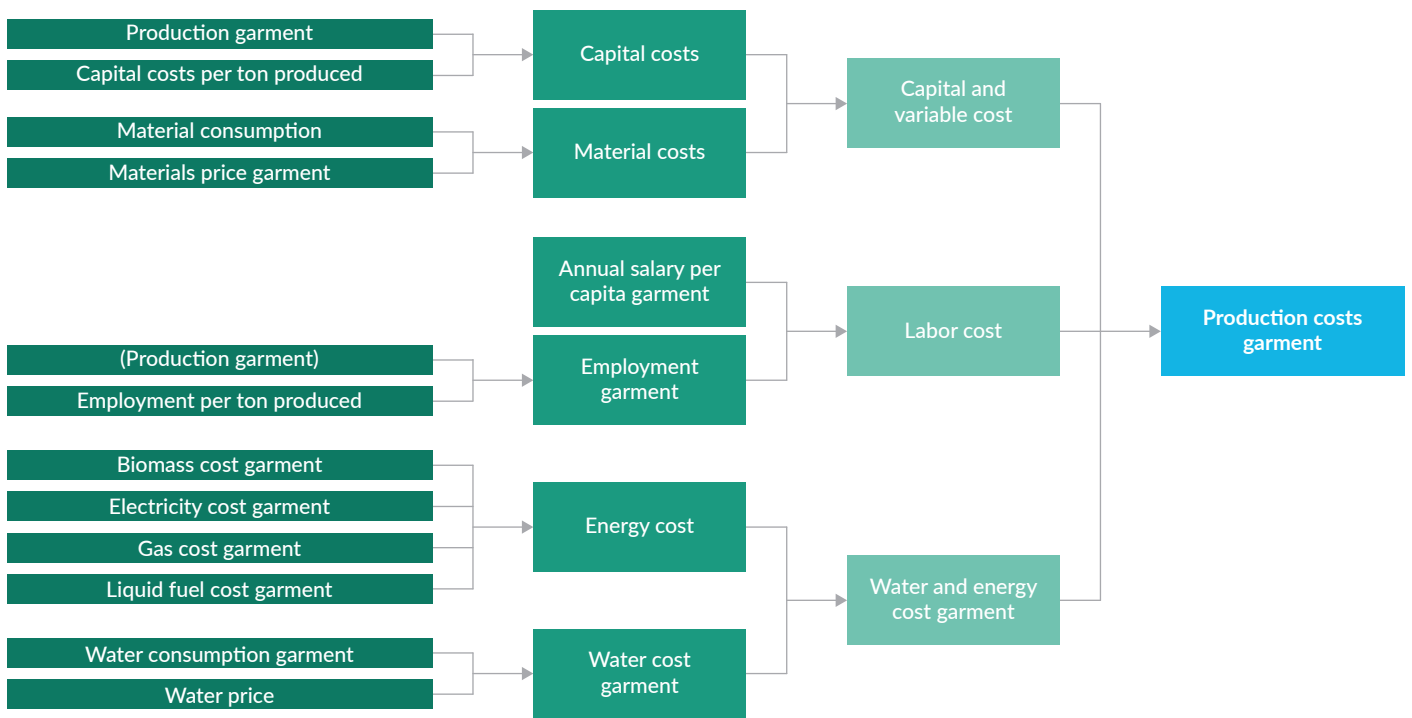 Production garment
Capital costs per ton produced
Material consumption
Materials price garment
(Production garment)
Employment per ton produced
Biomass cost garment
Electricity cost garment
Gas cost garment
Liquid fuel cost garment
Water consumption garment
Water price
Capital costs
Material costs
Annual salary per
capita garment
Employment
garment
Energy cost
Water cost
garment
Capital and
variable cost
Labor cost
Water and energy
cost garment
Production costs
garment